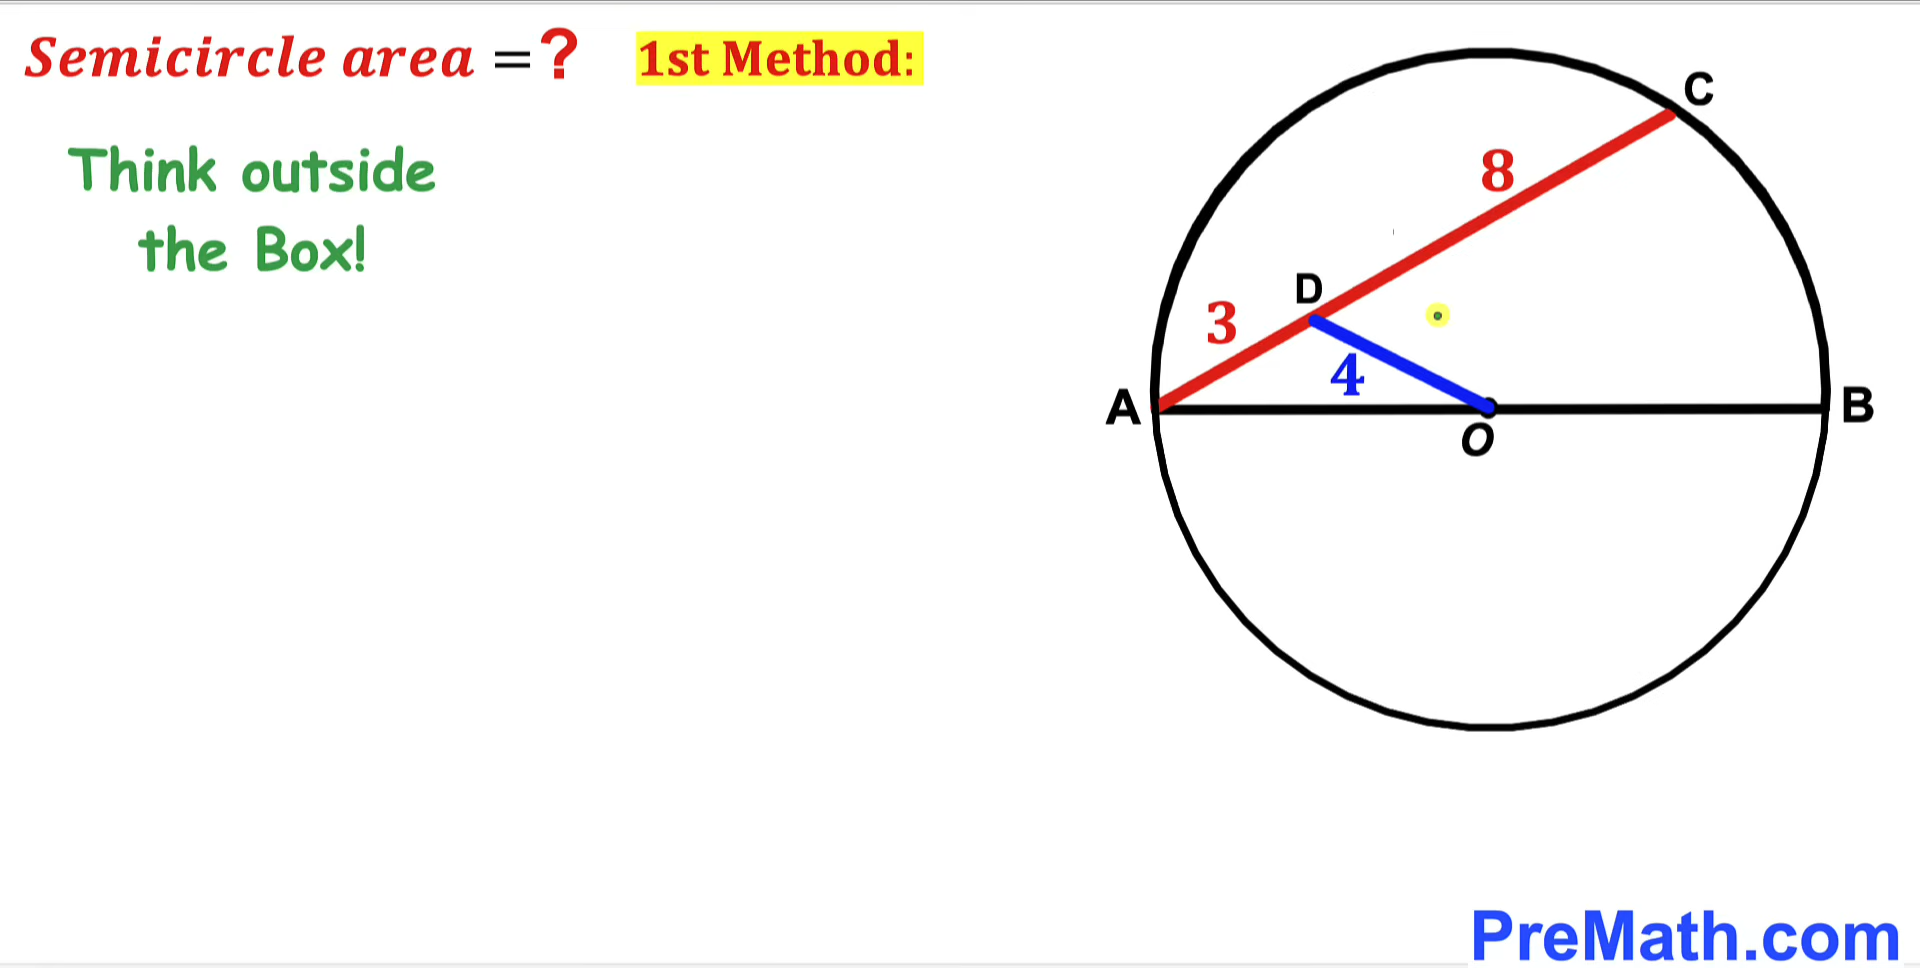 Semicircle area =? 1st Method:
Think outside
the Box!
C
8
D
3
4
A
B
O
PreMath.com